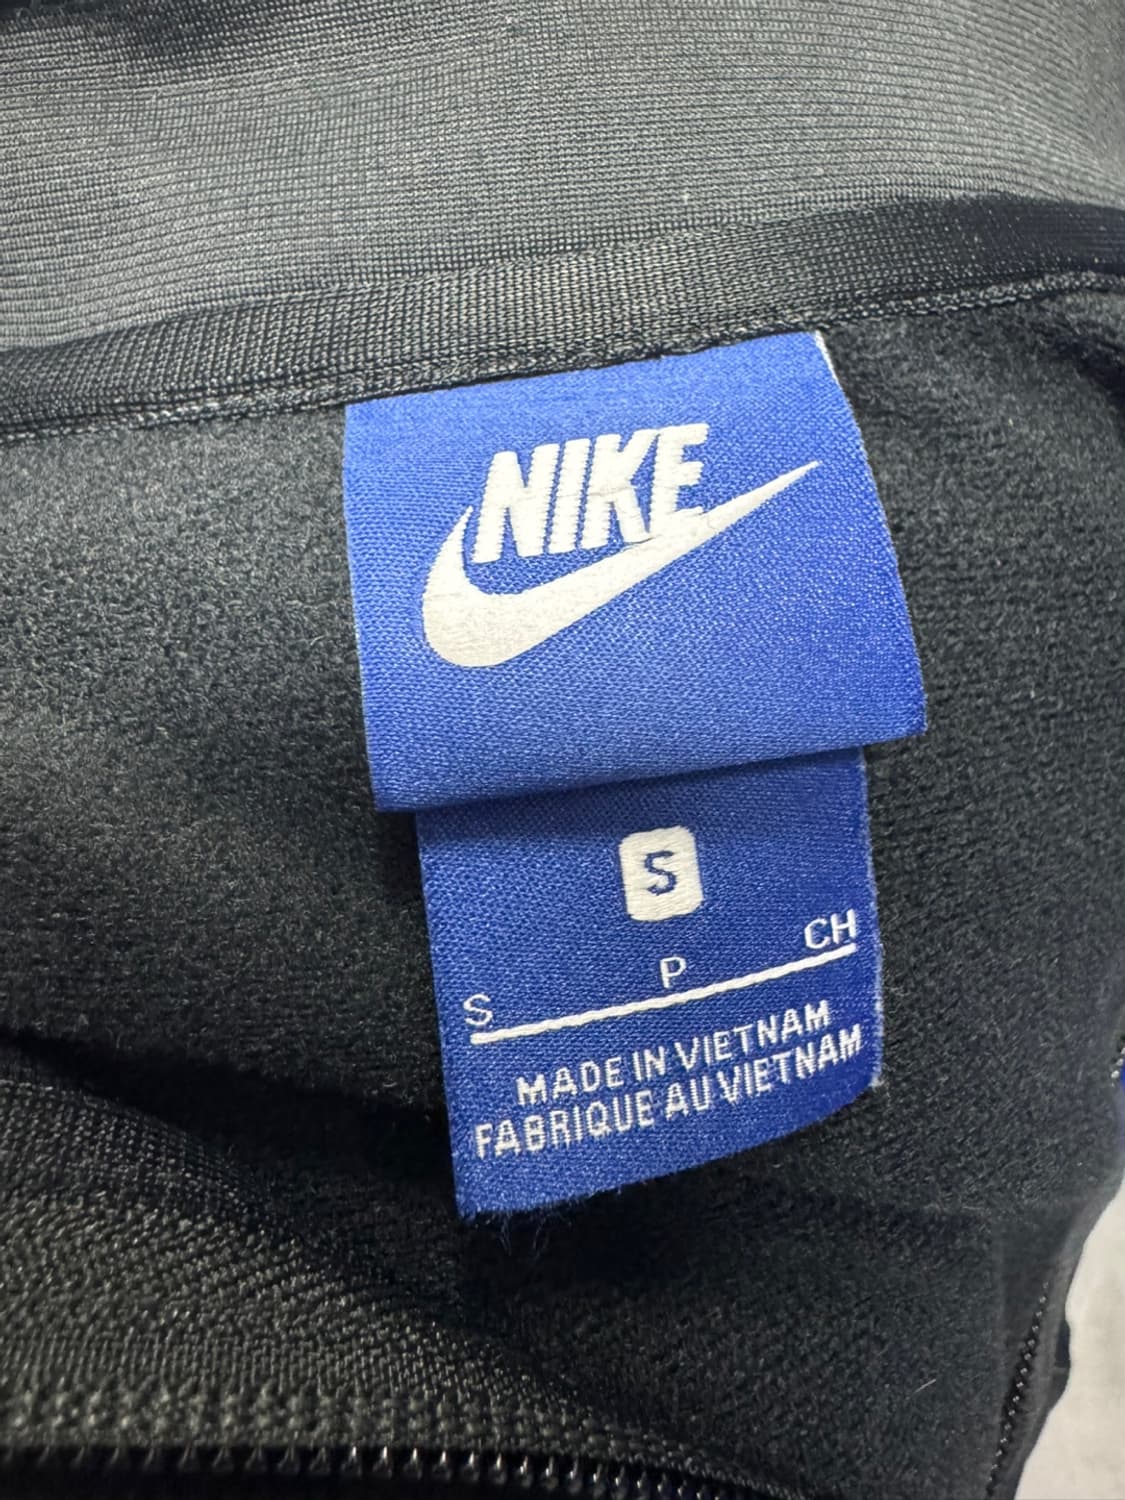 NIKE
S
S P CH
MADE IN VIETNAM
FABRIQUE AU VIETNAM